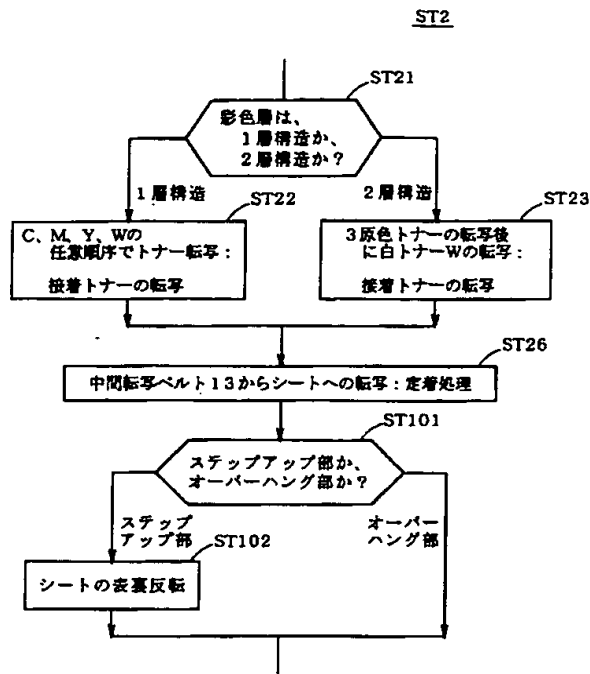 ST2
ST21
彩色層は、
1層構造か、
2層構造か?
1層構造
2層構造
ST22
C、M、Y、Wの
任意順序でトナー転写:
接着トナーの転写
ST23
3原色トナーの転写後
に白トナーWの転写:
接着トナーの転写
ST26
中間転写ベルト13からシートへの転写:定着処理
ST101
ステップアップ部か、
オーバーハング部か?
ステップ
アップ部
オーバー
ハング部
ST102
シートの表裏反転